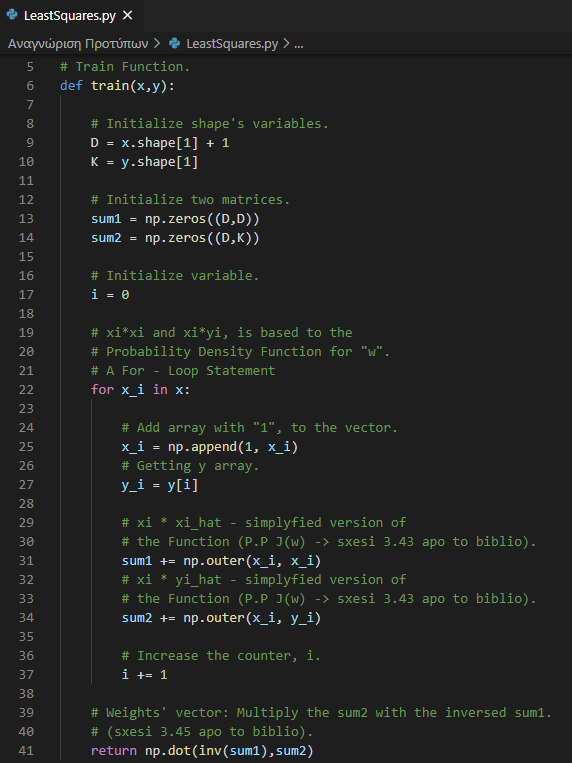 LeastSquares.py
Αναγνώριση Προτύπων > LeastSquares.py > ...
5 # Train Function.
6 def train(x,y):
7
8 # Initialize shape's variables.
9 D = x.shape[1] + 1
10 K = y.shape[1]
11
12 # Initialize two matrices.
13 sum1 = np.zeros((D,D))
14 sum2 = np.zeros((D,K))
15
16 # Initialize variable.
17 i = 0
18
19 # xi*xi and xi*yi, is based to the
20 # Probability Density Function for "w".
21 # A For - Loop Statement
22 for x_i in x:
23
24 # Add array with "1", to the vector.
25 x_i = np.append(1, x_i)
26 # Getting y array.
27 y_i = y[i]
28
29 # xi * xi_hat - simplyfied version of
30 # the Function (P.P J(w) -> sxesi 3.43 apo to biblio).
31 sum1 += np.outer(x_i, x_i)
32 # xi * yi_hat - simplyfied version of
33 # the Function (P.P J(w) -> sxesi 3.43 apo to biblio).
34 sum2 += np.outer(x_i, y_i)
35
36 # Increase the counter, i.
37 i += 1
38
39 # Weights' vector: Multiply the sum2 with the inversed sum1.
40 # (sxesi 3.45 apo to biblio).
41 return np.dot(inv(sum1),sum2)